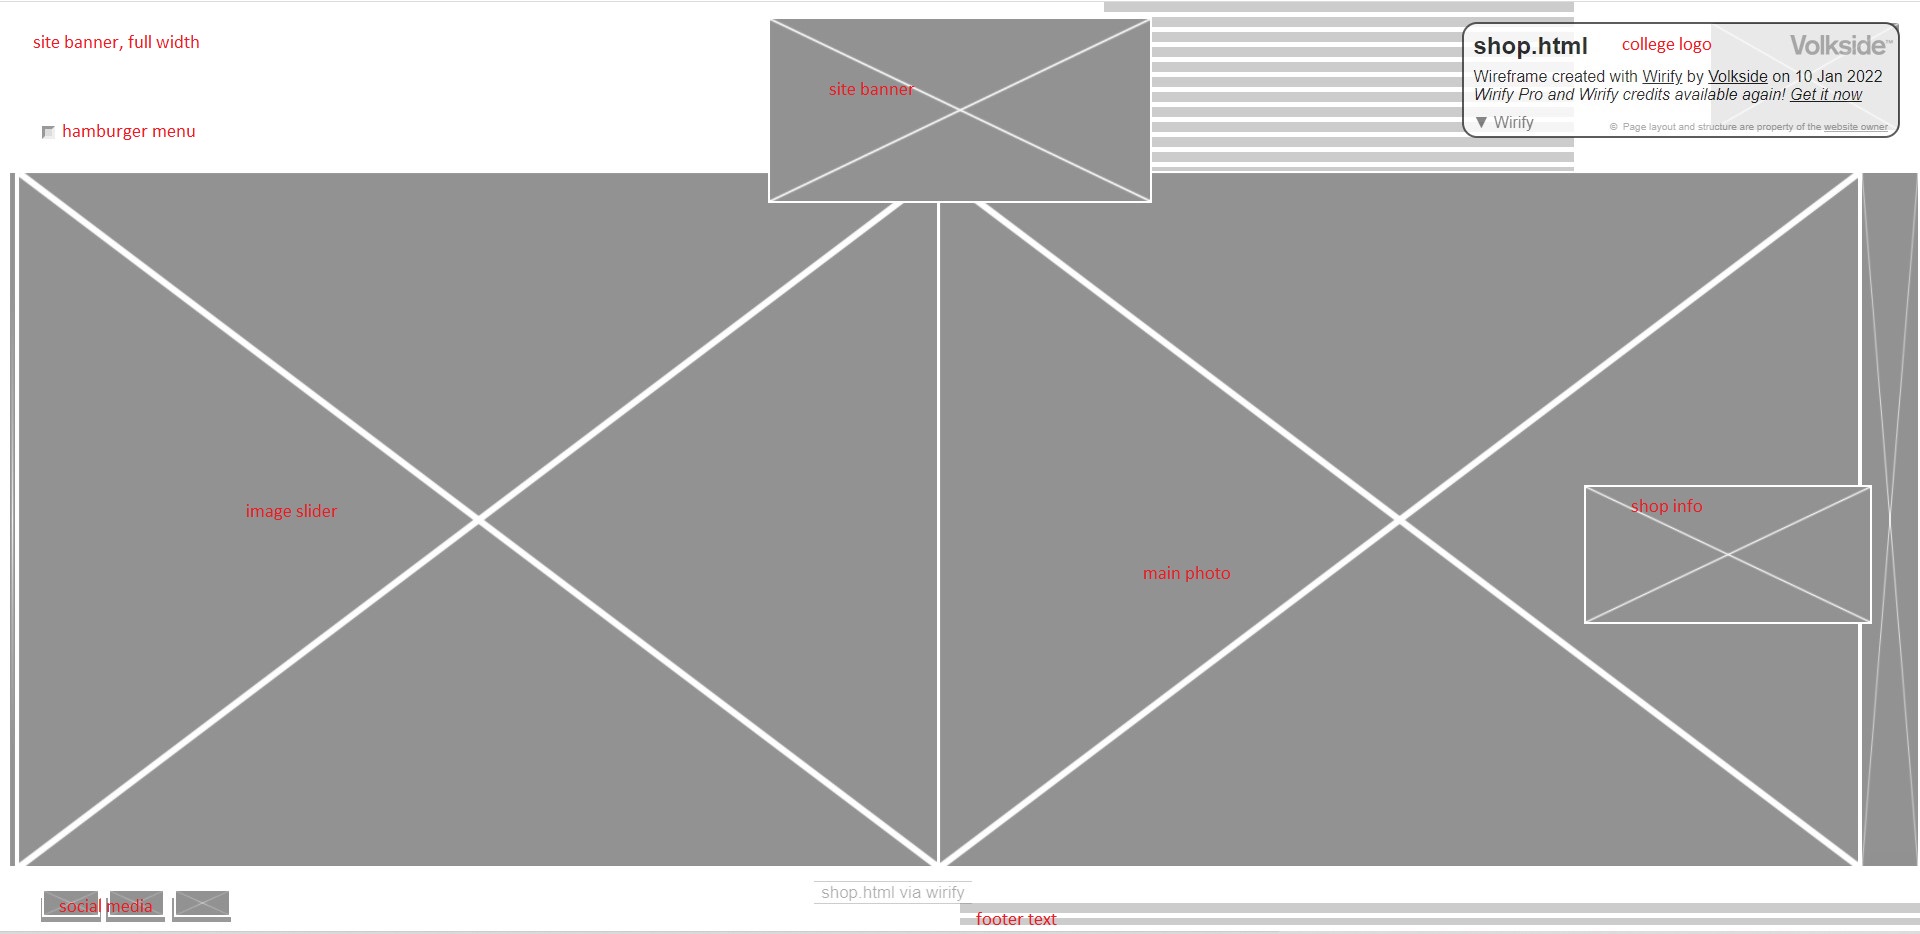 site banner, full width
site banner
hamburger menu
shop.html
college logo
Volkside™
Wireframe created with Wirify by Volkside on 10 Jan 2022
Wirify Pro and Wirify credits available again! Get it now
▼ Wirify
© Page layout and structure are property of the website owner
image slider
main photo
shop info
social media
shop.html via wirify
footer text